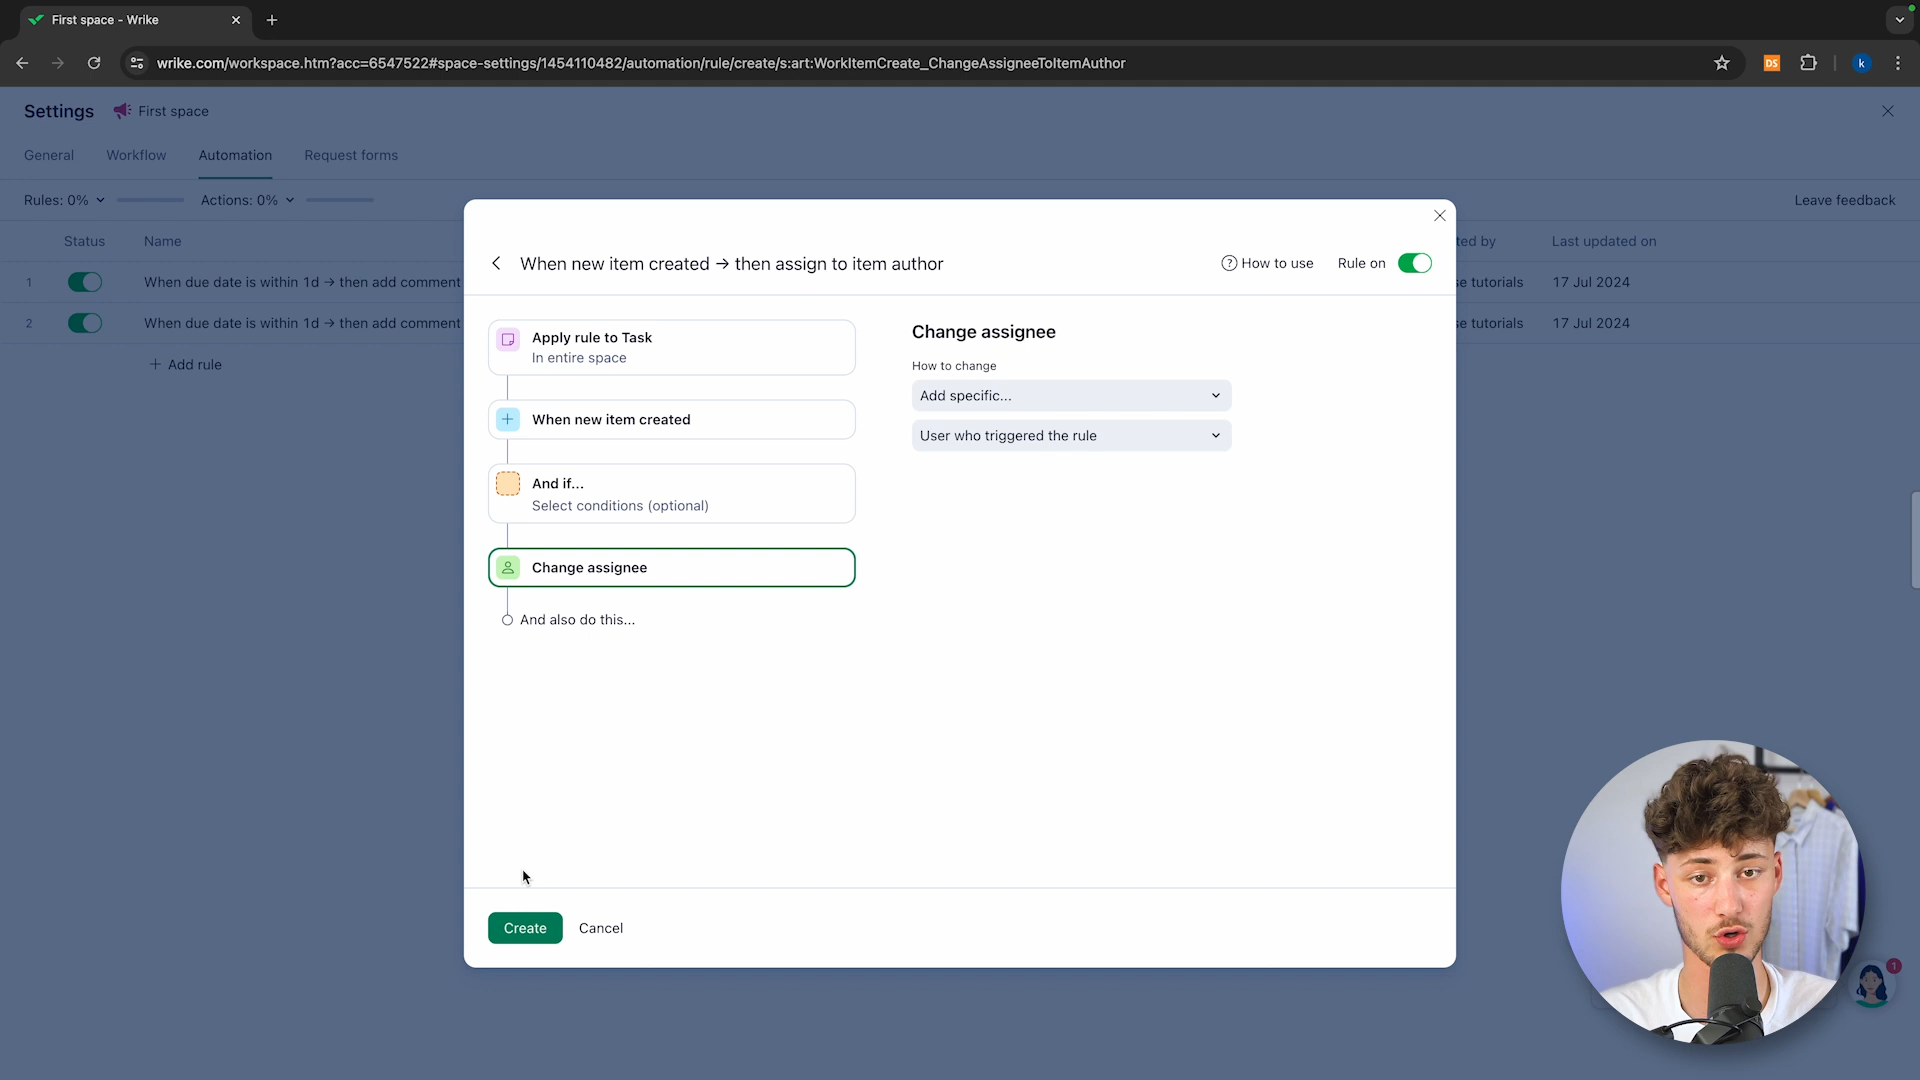 First space - Wrike
wrike.com/workspace.htm?acc=6547522#space-settings/1454110482/automation/rule/create/s:art:WorkItemCreate_ChangeAssigneeToItemAuthor
DS
k
Settings First space
General Workflow Automation Request forms
Rules: 0% Actions: 0% Leave feedback
Status Name ted by Last updated on
1 When due date is within 1d → then add comment se tutorials 17 Jul 2024
2 When due date is within 1d → then add comment se tutorials 17 Jul 2024
+ Add rule
When new item created → then assign to item author
? How to use
Rule on
Apply rule to Task
In entire space
When new item created
And if...
Select conditions (optional)
Change assignee
And also do this...
Change assignee
How to change
Add specific...
User who triggered the rule
Create Cancel
1